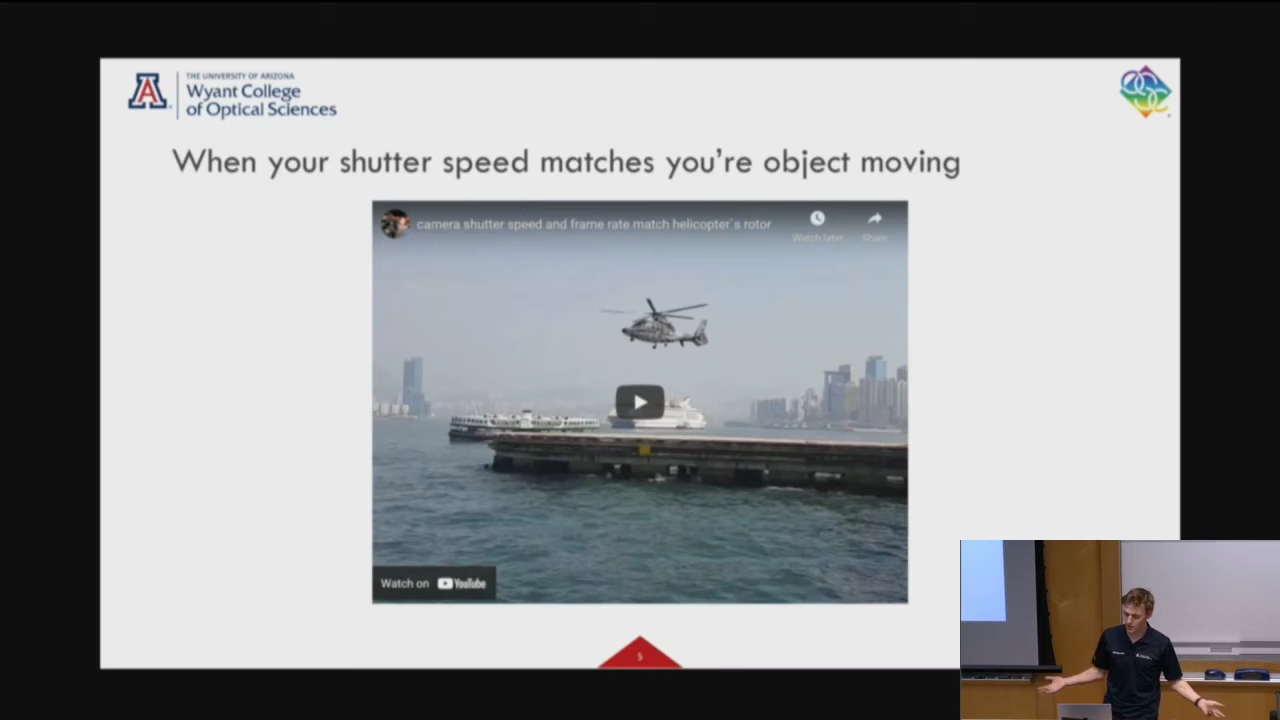 THE UNIVERSITY OF ARIZONA
Wyant College
of Optical Sciences
When your shutter speed matches you're object moving
camera shutter speed and frame rate match helicopter`s rotor
Watch later
Share
Watch on YouTube
5